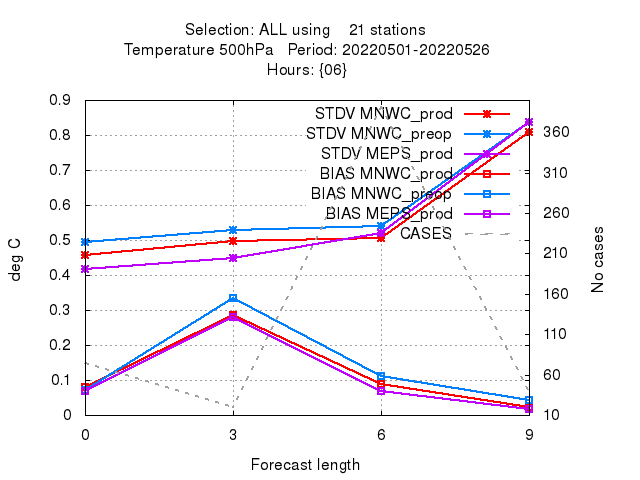 Selection: ALL using    21 stations
Temperature 500hPa   Period: 20220501-20220526
Hours: {06}
STDV MNWC_prod
STDV MNWC_preop
STDV MEPS_prod
BIAS MNWC_prod
BIAS MNWC_preop
BIAS MEPS_prod
CASES
deg C
0.9
0.8
0.7
0.6
0.5
0.4
0.3
0.2
0.1
0
360
310
260
210
160
110
60
10
No cases
0 3 6 9
Forecast length